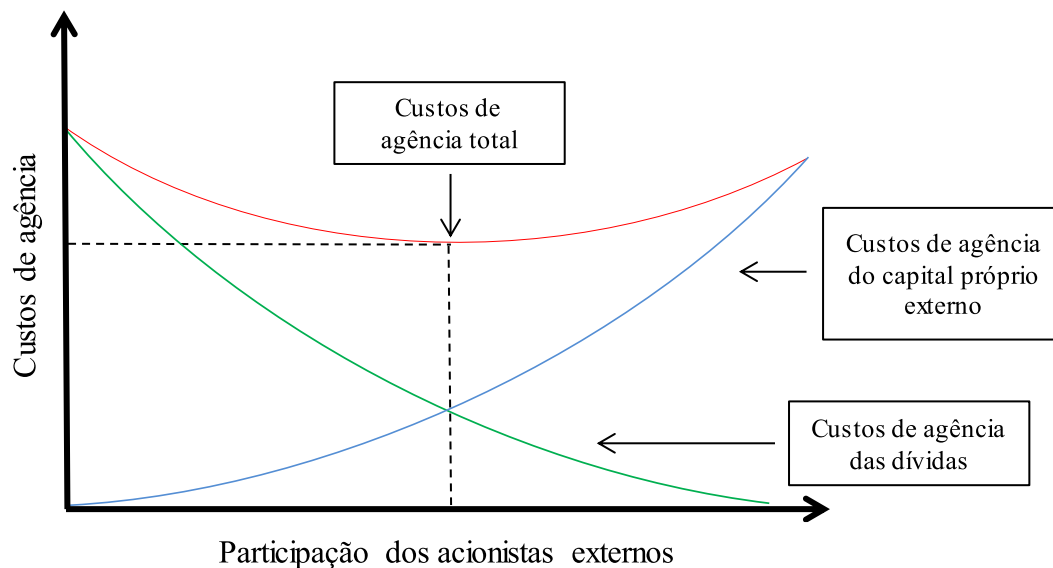 Custos de
agência total
Custos de agência
Custos de agência
do capital próprio
externo
Custos de agência
das dívidas
Participação dos acionistas externos